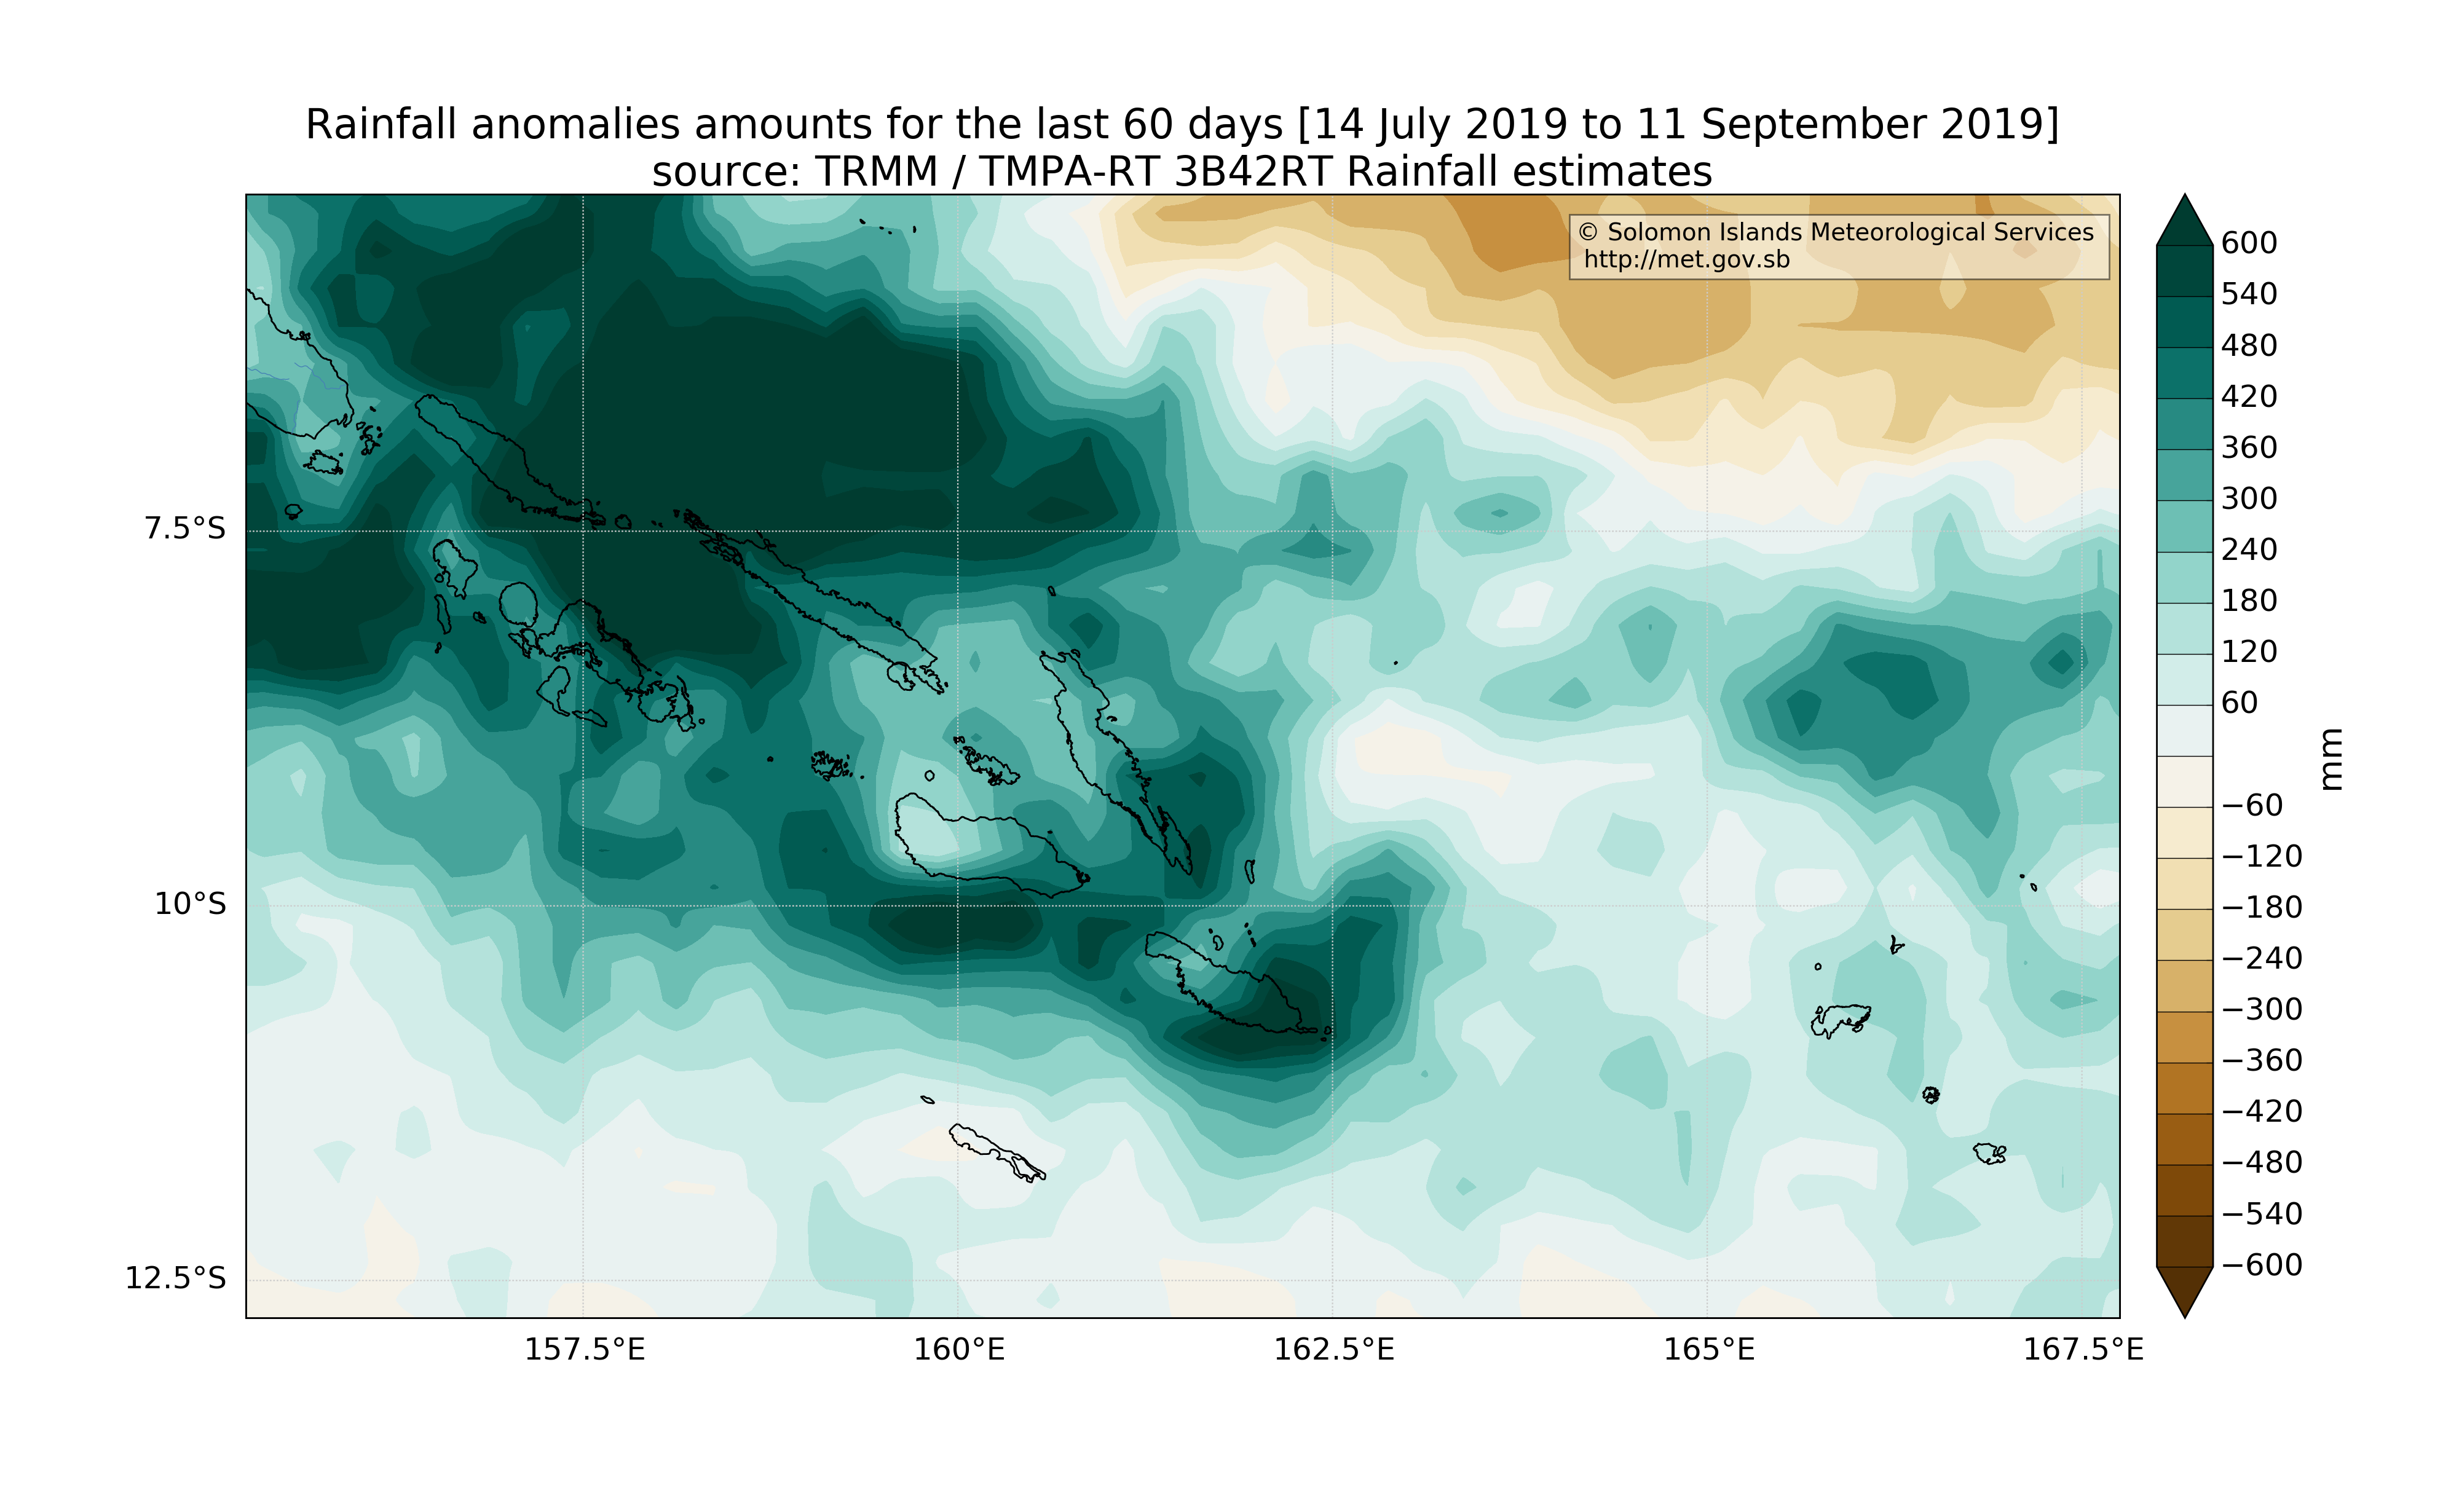 Rainfall anomalies amounts for the last 60 days [14 July 2019 to 11 September 2019]
source: TRMM / TMPA-RT 3B42RT Rainfall estimates
© Solomon Islands Meteorological Services
http://met.gov.sb
7.5°S
10°S
12.5°S
157.5°E
160°E
162.5°E
165°E
167.5°E
600
540
480
420
360
300
240
180
120
60
−60
−120
−180
−240
−300
−360
−420
−480
−540
−600
mm